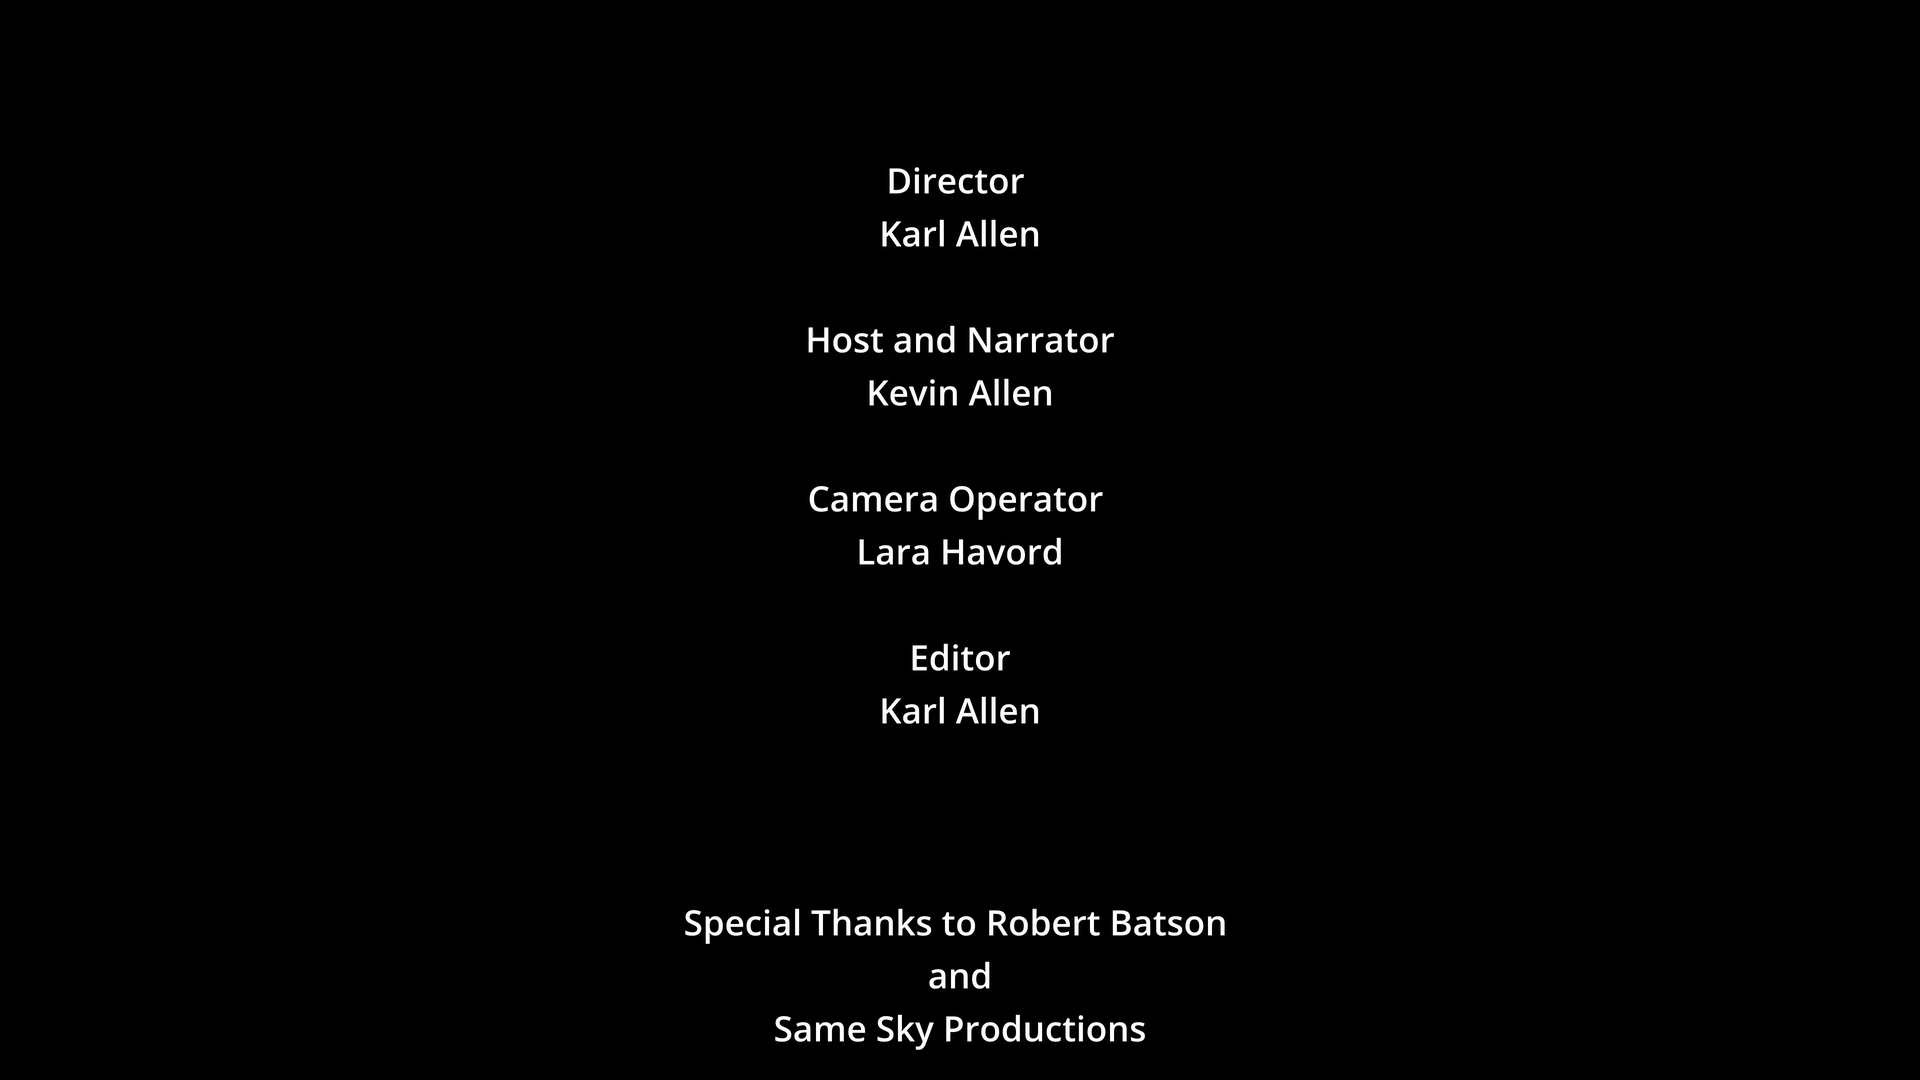 Director
Karl Allen
Host and Narrator
Kevin Allen
Camera Operator
Lara Havord
Editor
Karl Allen
Special Thanks to Robert Batson
and
Same Sky Productions